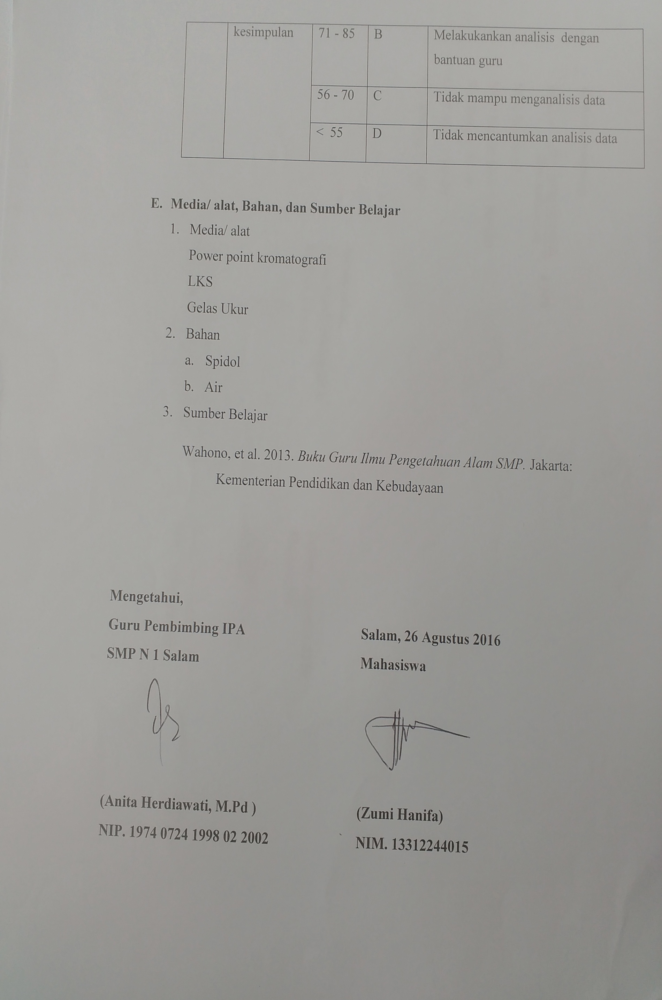 kesimpulan 71 - 85 B Melakukankan analisis dengan
bantuan guru
56 - 70 C Tidak mampu menganalisis data
< 55 D Tidak mencantumkan analisis data
E. Media/ alat, Bahan, dan Sumber Belajar
1. Media/ alat
Power point kromatografi
LKS
Gelas Ukur
2. Bahan
a. Spidol
b. Air
3. Sumber Belajar
Wahono, et al. 2013. Buku Guru Ilmu Pengetahuan Alam SMP. Jakarta:
Kementerian Pendidikan dan Kebudayaan
Mengetahui,
Guru Pembimbing IPA
SMP N 1 Salam
(Anita Herdiawati, M.Pd )
NIP. 1974 0724 1998 02 2002
Salam, 26 Agustus 2016
Mahasiswa
(Zumi Hanifa)
NIM. 13312244015